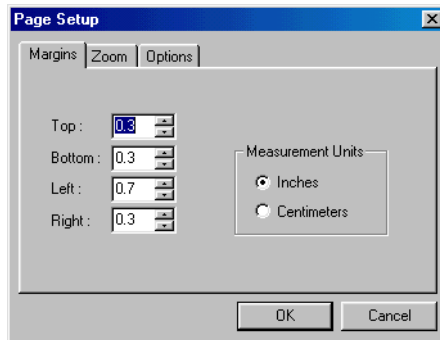 Page Setup
Margins Zoom Options
Top : 0.3
Bottom : 0.3
Left : 0.7
Right : 0.3
Measurement Units
Inches
Centimeters
OK Cancel